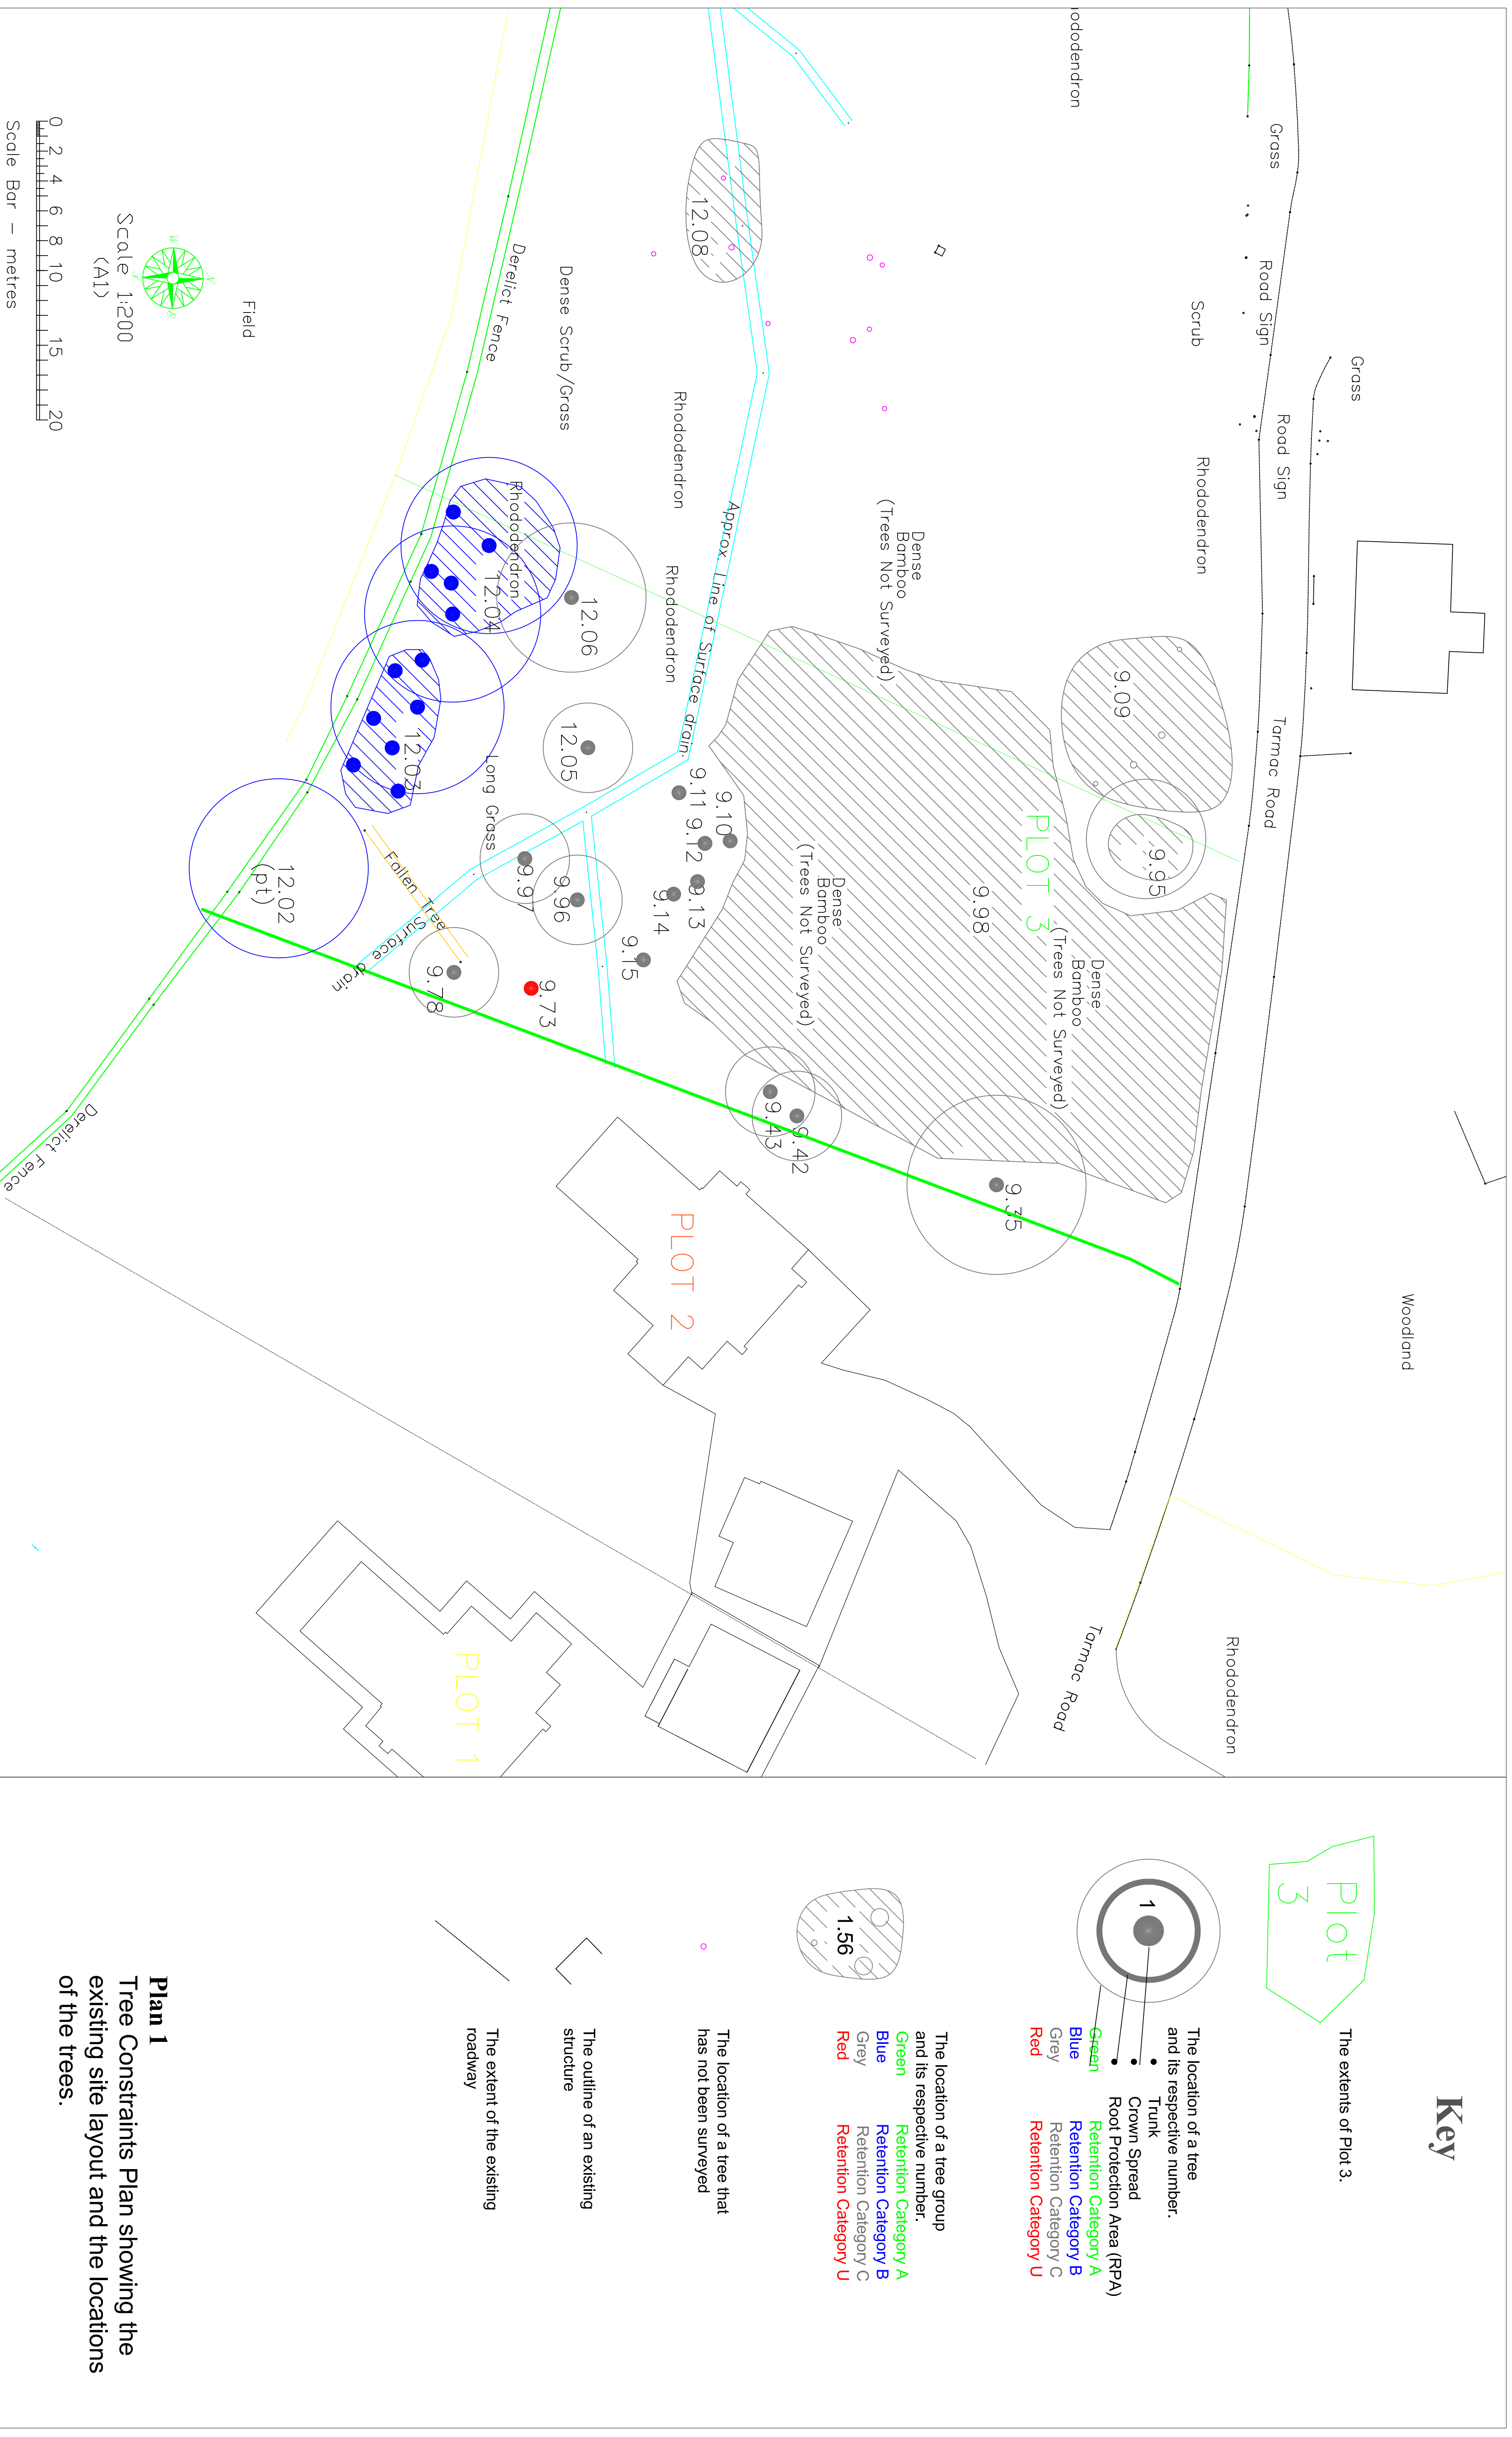 Key
Plot
3
The extents of Plot 3.
1
The location of a tree
and its respective number.
• Trunk
• Crown Spread
• Root Protection Area (RPA)
Green Retention Category A
Blue Retention Category B
Grey Retention Category C
Red Retention Category U
1.56
The location of a tree group
and its respective number.
Green Retention Category A
Blue Retention Category B
Grey Retention Category C
Red Retention Category U
The location of a tree that
has not been surveyed
The outline of an existing
structure
The extent of the existing
roadway
Plan 1
Tree Constraints Plan showing the
existing site layout and the locations
of the trees.
Woodland
Grass
Grass
Road Sign
Road Sign
Tarmac Road
Rhododendron
Scrub
Rhododendron
Tarmac Road
9.09
9.95
PLOT 3
Dense
Bamboo
(Trees Not Surveyed)
9.98
9.35
Dense
Bamboo
(Trees Not Surveyed)
Dense
Bamboo
(Trees Not Surveyed)
9.42
9.43
12.08
Approx. Line of Surface drain.
Rhododendron
Rhododendron
9.10
9.11
9.12
9.13
9.14
9.15
PLOT 2
12.06
12.05
Dense Scrub/Grass
9.96
9.97
9.73
Derelict Fence
Rhododendron
12.04
Long Grass
9.78
PLOT 1
12.03
Fallen Tree
Surface drain
12.02
(pt)
Field
Derelict Fence
Scale 1:200
(A1)
0 2 4 6 8 10 15 20
Scale Bar – metres